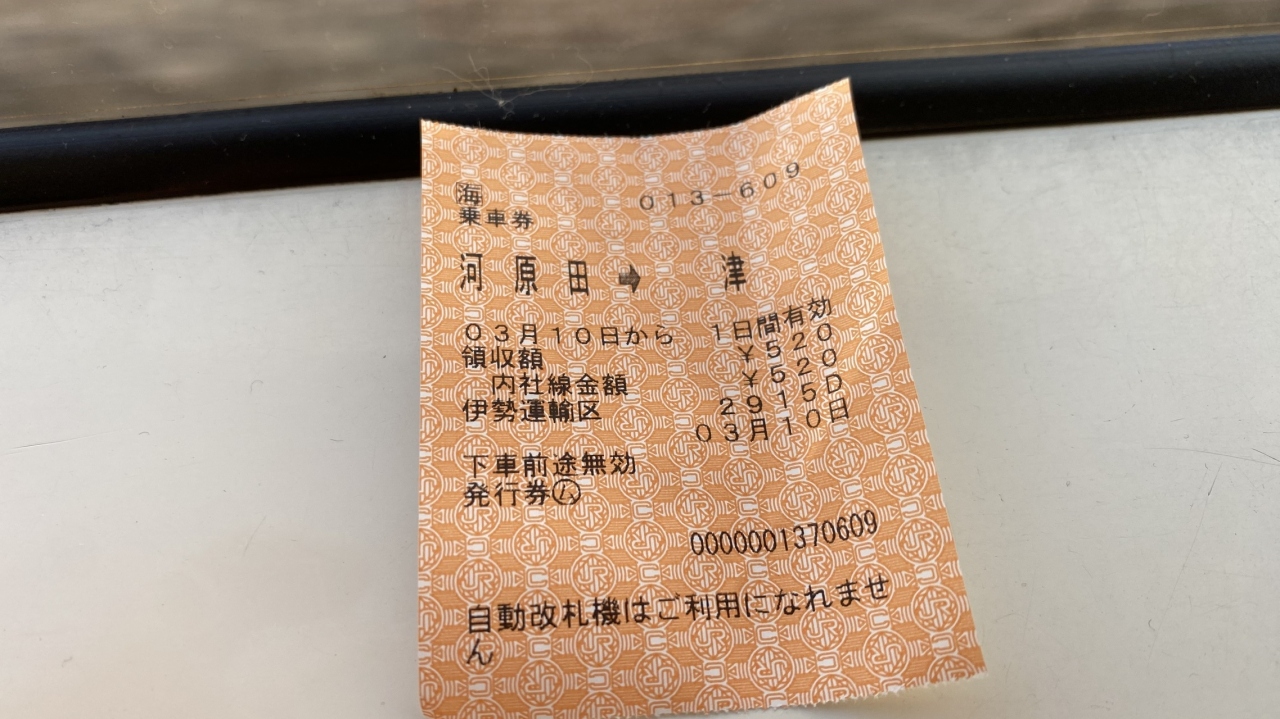 海
013-609
乗車券
河原田 ➡ 津
03月10日から 1日間有効
領収額 ¥520
内社線金額 ¥520
伊勢運輸区 2915D
03月10日
下車前途無効
発行券㋰
0000001370609
自動改札機はご利用になれませ
ん